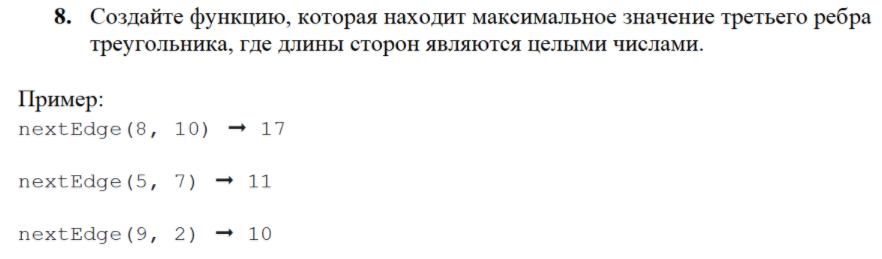 8. Создайте функцию, которая находит максимальное значение третьего ребра
треугольника, где длины сторон являются целыми числами.
Пример:
nextEdge(8, 10) ➞ 17
nextEdge(5, 7) ➞ 11
nextEdge(9, 2) ➞ 10